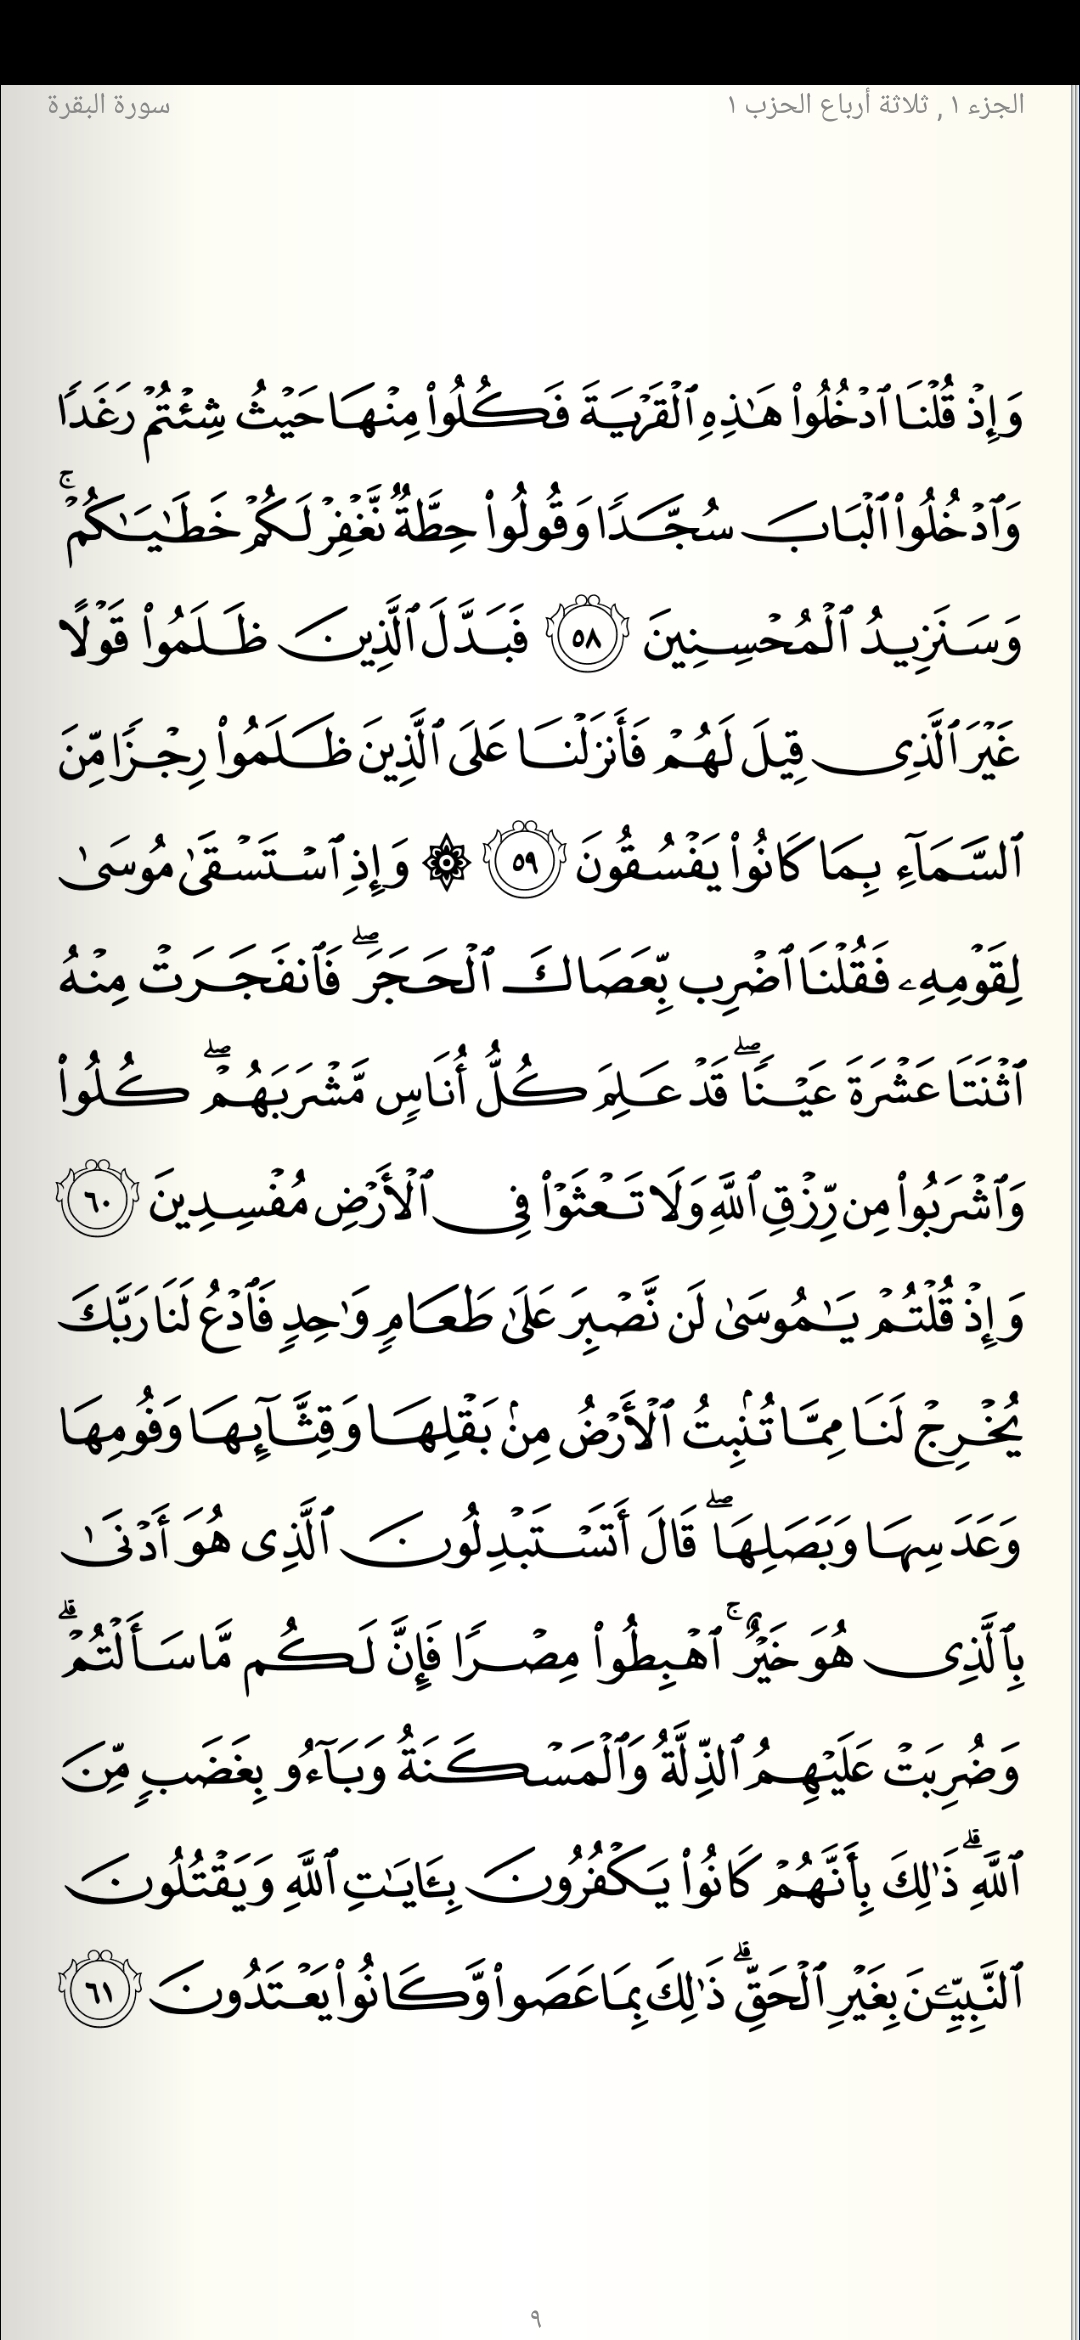 الجزء ١ , ثلاثة أرباع الحزب ١
سورة البقرة
وَإِذۡ قُلۡنَا ٱدۡخُلُواْ هَٰذِهِ ٱلۡقَرۡيَةَ فَكُلُواْ مِنۡهَا حَيۡثُ شِئۡتُمۡ رَغَدٗا
وَٱدۡخُلُواْ ٱلۡبَابَ سُجَّدٗا وَقُولُواْ حِطَّةٞ نَّغۡفِرۡ لَكُمۡ خَطَٰيَٰكُمۡۚ
وَسَنَزِيدُ ٱلۡمُحۡسِنِينَ ٥٨ فَبَدَّلَ ٱلَّذِينَ ظَلَمُواْ قَوۡلًا
غَيۡرَ ٱلَّذِي قِيلَ لَهُمۡ فَأَنزَلۡنَا عَلَى ٱلَّذِينَ ظَلَمُواْ رِجۡزٗا مِّنَ
ٱلسَّمَآءِ بِمَا كَانُواْ يَفۡسُقُونَ ٥٩ ۞ وَإِذِ ٱسۡتَسۡقَىٰ مُوسَىٰ
لِقَوۡمِهِۦ فَقُلۡنَا ٱضۡرِب بِّعَصَاكَ ٱلۡحَجَرَۖ فَٱنفَجَرَتۡ مِنۡهُ
ٱثۡنَتَا عَشۡرَةَ عَيۡنٗاۖ قَدۡ عَلِمَ كُلُّ أُنَاسٖ مَّشۡرَبَهُمۡۖ كُلُواْ
وَٱشۡرَبُواْ مِن رِّزۡقِ ٱللَّهِ وَلَا تَعۡثَوۡاْ فِي ٱلۡأَرۡضِ مُفۡسِدِينَ ٦٠
وَإِذۡ قُلۡتُمۡ يَٰمُوسَىٰ لَن نَّصۡبِرَ عَلَىٰ طَعَامٖ وَٰحِدٖ فَٱدۡعُ لَنَا رَبَّكَ
يُخۡرِجۡ لَنَا مِمَّا تُنۢبِتُ ٱلۡأَرۡضُ مِنۢ بَقۡلِهَا وَقِثَّآئِهَا وَفُومِهَا
وَعَدَسِهَا وَبَصَلِهَاۖ قَالَ أَتَسۡتَبۡدِلُونَ ٱلَّذِي هُوَ أَدۡنَىٰ
بِٱلَّذِي هُوَ خَيۡرٌۚ ٱهۡبِطُواْ مِصۡرٗا فَإِنَّ لَكُم مَّا سَأَلۡتُمۡۗ
وَضُرِبَتۡ عَلَيۡهِمُ ٱلذِّلَّةُ وَٱلۡمَسۡكَنَةُ وَبَآءُو بِغَضَبٖ مِّنَ
ٱللَّهِۗ ذَٰلِكَ بِأَنَّهُمۡ كَانُواْ يَكۡفُرُونَ بِـَٔايَٰتِ ٱللَّهِ وَيَقۡتُلُونَ
ٱلنَّبِيِّـۧنَ بِغَيۡرِ ٱلۡحَقِّۗ ذَٰلِكَ بِمَا عَصَواْ وَّكَانُواْ يَعۡتَدُونَ ٦١
٩